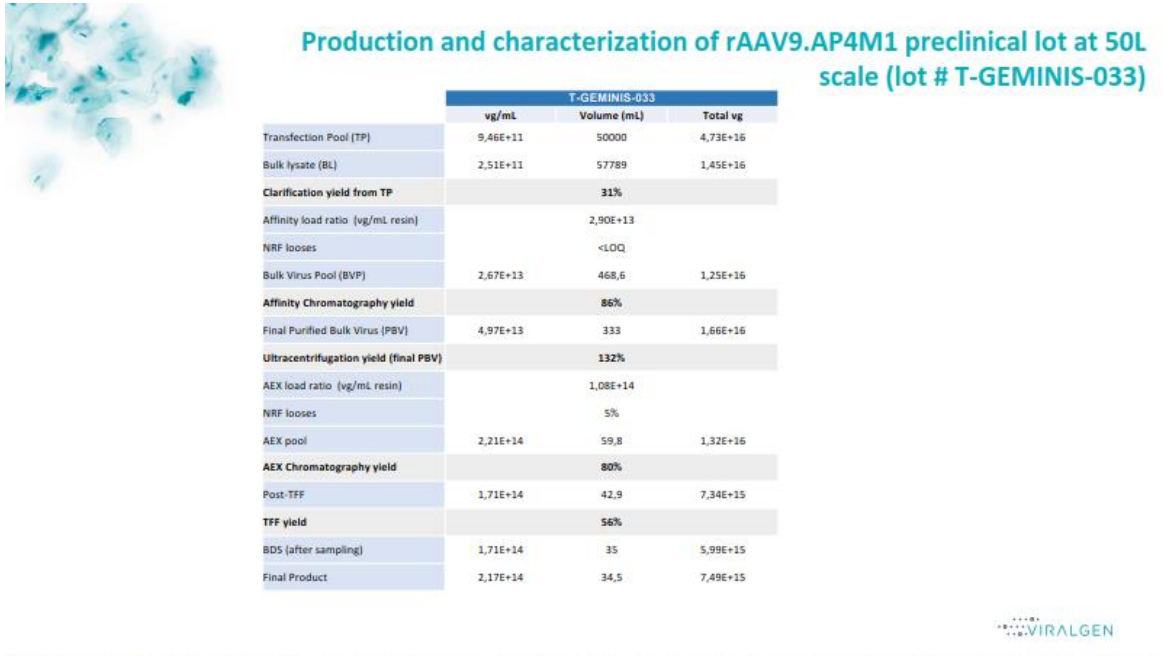 Production and characterization of rAAV9.AP4M1 preclinical lot at 50L
scale (lot # T-GEMINIS-033)
T-GEMINIS-033
vg/mL Volume (mL) Total vg
Transfection Pool (TP) 9,46E+11 50000 4,73E+16
Bulk lysate (BL) 2,51E+11 57789 1,45E+16
Clarification yield from TP 31%
Affinity load ratio (vg/mL resin) 2,90E+13
NRF looses <LOQ
Bulk Virus Pool (BVP) 2,67E+13 468,6 1,25E+16
Affinity Chromatography yield 86%
Final Purified Bulk Virus (PBV) 4,97E+13 333 1,66E+16
Ultracentrifugation yield (final PBV) 132%
AEX load ratio (vg/mL resin) 1,08E+14
NRF looses 5%
AEX pool 2,21E+14 59,8 1,32E+16
AEX Chromatography yield 80%
Post-TFF 1,71E+14 42,9 7,34E+15
TFF yield 56%
BDS (after sampling) 1,71E+14 35 5,99E+15
Final Product 2,17E+14 34,5 7,49E+15
VIRALGEN